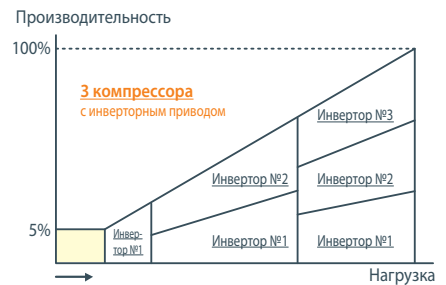 Производительность
100%
3 компрессора
с инверторным приводом
Инвертор №3
Инвертор №2
Инвертор №2
5%
Инвер-
тор №1
Инвертор №1
Инвертор №1
Нагрузка